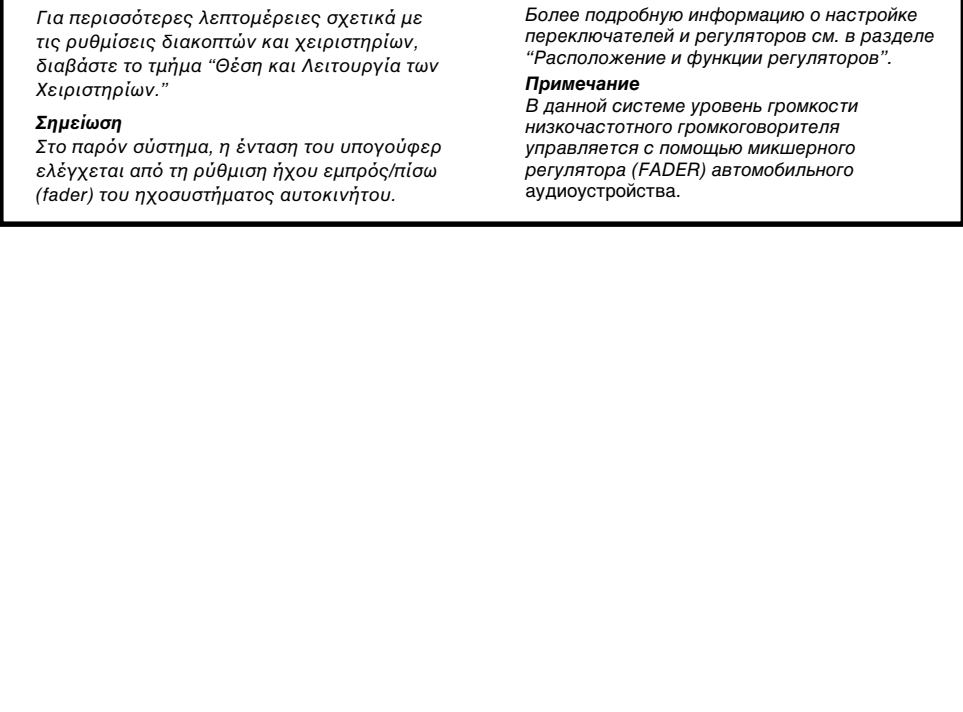 Για περισσότερες λεπτομέρειες σχετικά με
τις ρυθμίσεις διακοπτών και χειριστηρίων,
διαβάστε το τμήμα “Θέση και Λειτουργία των
Χειριστηρίων.”
Σημείωση
Στο παρόν σύστημα, η ένταση του υπογούφερ
ελέγχεται από τη ρύθμιση ήχου εμπρός/πίσω
(fader) του ηχοσυστήματος αυτοκινήτου.
Более подробную информацию о настройке
переключателей и регуляторов см. в разделе
“Расположение и функции регуляторов”.
Примечание
В данной системе уровень громкости
низкочастотного громкоговорителя
управляется с помощью микшерного
регулятора (FADER) автомобильного
аудиоустройства.